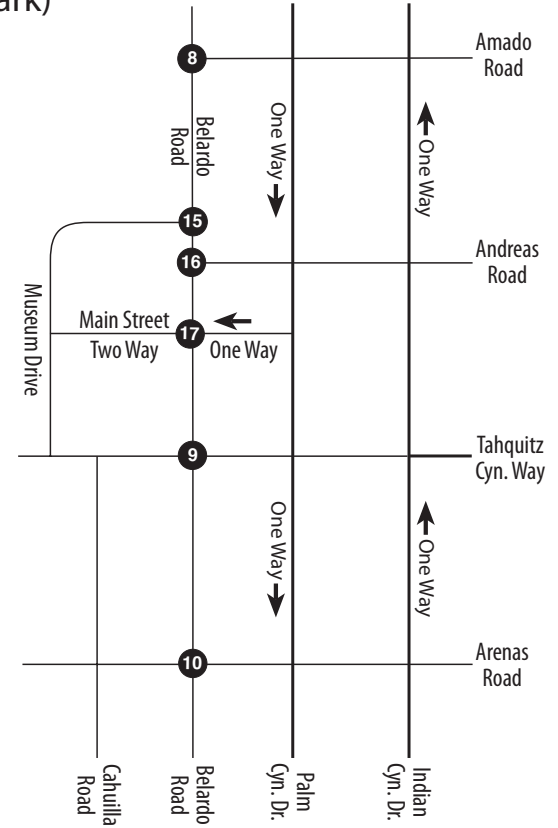 ark)
8
Amado
Road
Belardo
Road
One Way
One Way
15
16
Andreas
Road
Museum Drive
Main Street
17
Two Way
One Way
9
Tahquitz
Cyn. Way
One Way
One Way
10
Arenas
Road
Cahuilla
Road
Belardo
Road
Palm
Cyn. Dr.
Indian
Cyn. Dr.